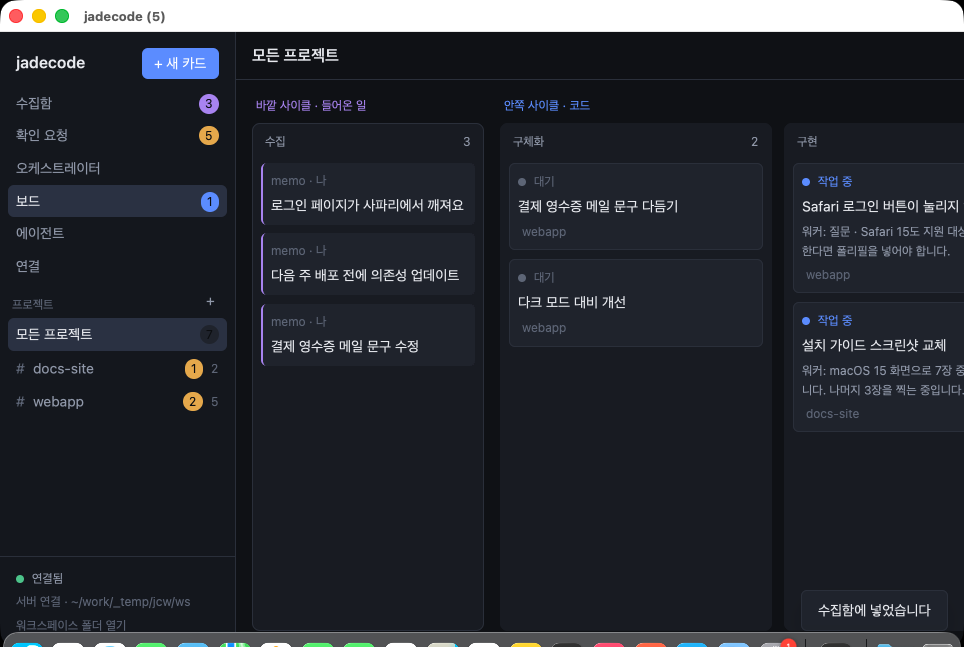 jadecode (5)
jadecode
+ 새 카드
수집함 3
확인 요청 5
오케스트레이터
보드 1
에이전트
연결
프로젝트 +
모든 프로젝트 7
# docs-site 1 2
# webapp 2 5
연결됨
서버 연결 · ~/work/_temp/jcw/ws
워크스페이스 폴더 열기
모든 프로젝트
바깥 사이클 · 들어온 일
수집 3
memo · 나
로그인 페이지가 사파리에서 깨져요
memo · 나
다음 주 배포 전에 의존성 업데이트
memo · 나
결제 영수증 메일 문구 수정
안쪽 사이클 · 코드
구체화 2
대기
결제 영수증 메일 문구 다듬기
webapp
대기
다크 모드 대비 개선
webapp
구현
작업 중
Safari 로그인 버튼이 눌리지
워커: 질문 · Safari 15도 지원 대상
한다면 폴리필을 넣어야 합니다.
webapp
작업 중
설치 가이드 스크린샷 교체
워커: macOS 15 화면으로 7장 중
니다. 나머지 3장을 찍는 중입니다.
docs-site
수집함에 넣었습니다
1